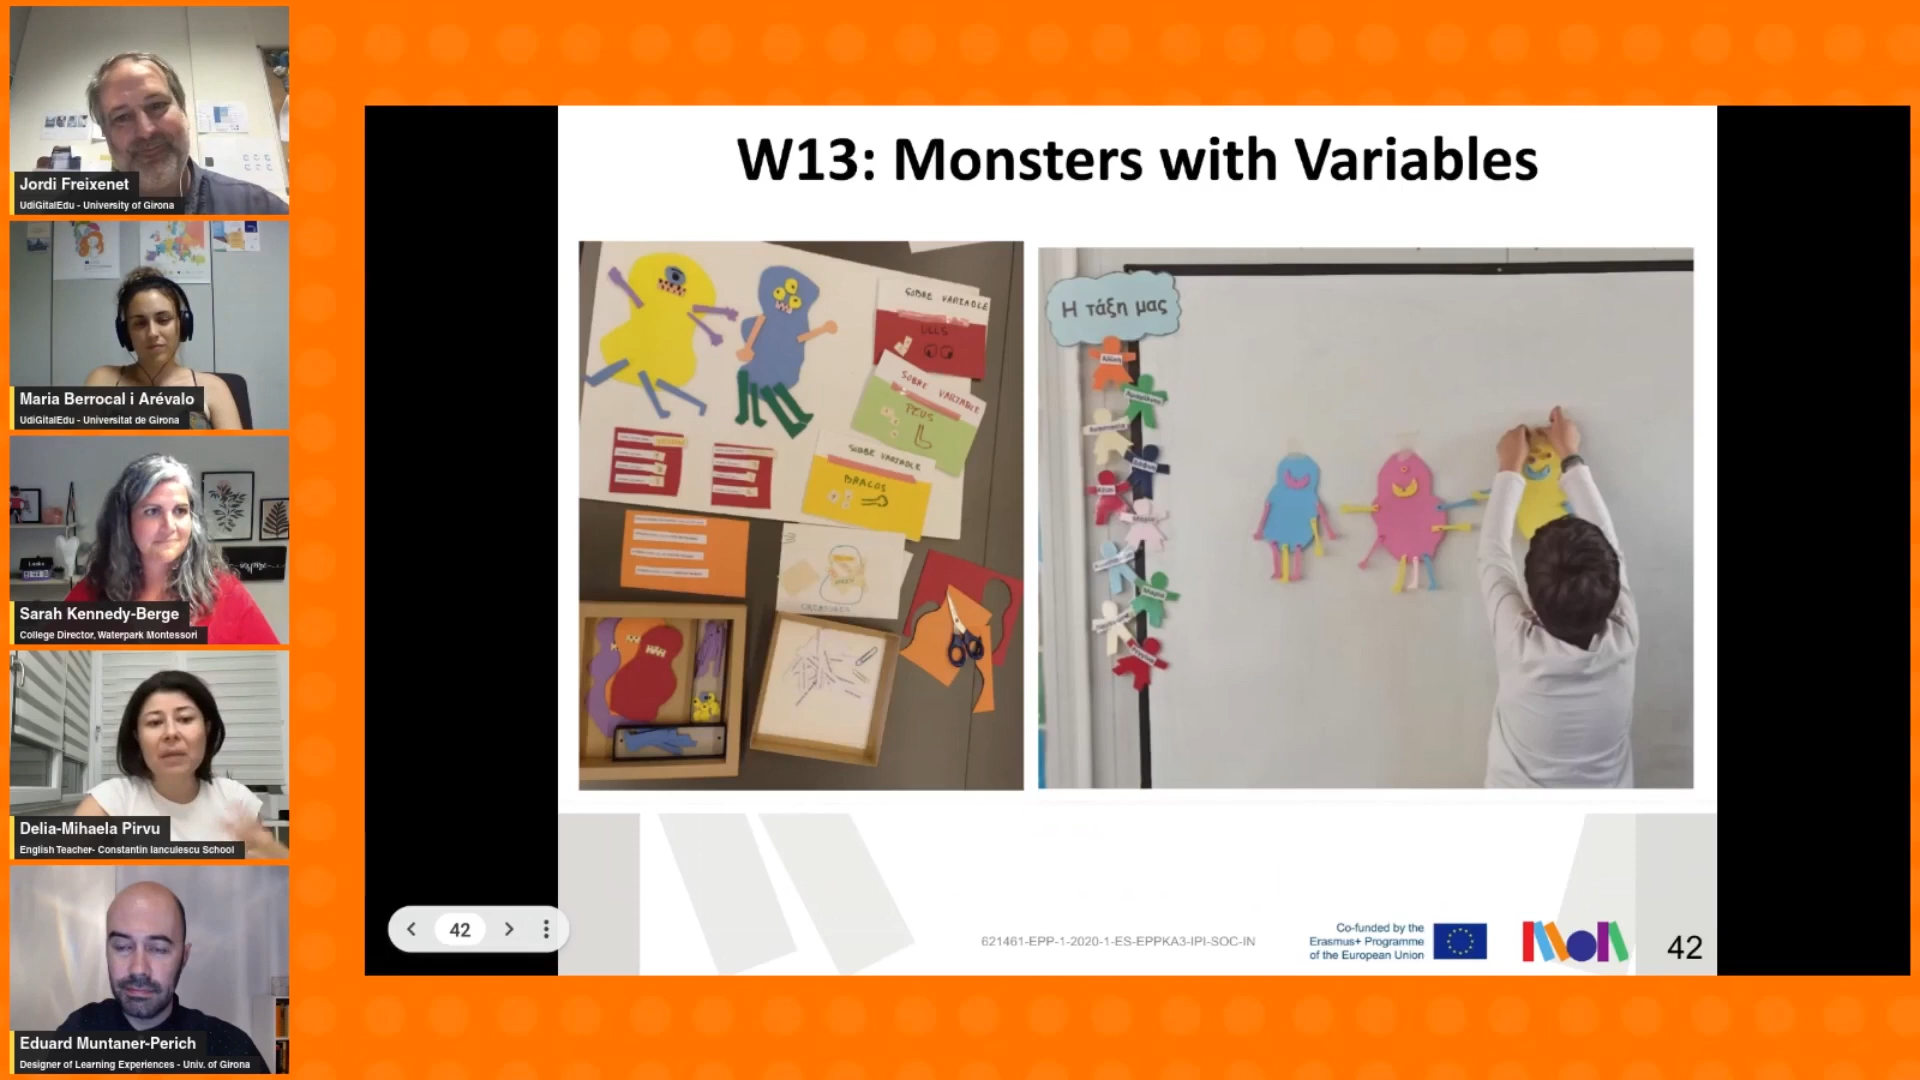 Jordi Freixenet
UdiGitalEdu - University of Girona
Maria Berrocal i Arévalo
UdiGitalEdu - Universitat de Girona
Sarah Kennedy-Berge
College Director, Waterpark Montessori
Delia-Mihaela Pirvu
English Teacher- Constantin Ianculescu School
Eduard Muntaner-Perich
Designer of Learning Experiences - Univ. of Girona
W13: Monsters with Variables
SOBRE VARIABLE
ULLS
SOBRE VARIABLE
PEUS
SOBRE VARIABLE
BRAÇOS
Η τάξη μας
42
621461-EPP-1-2020-1-ES-EPPKA3-IPI-SOC-IN
Co-funded by the
Erasmus+ Programme
of the European Union
42